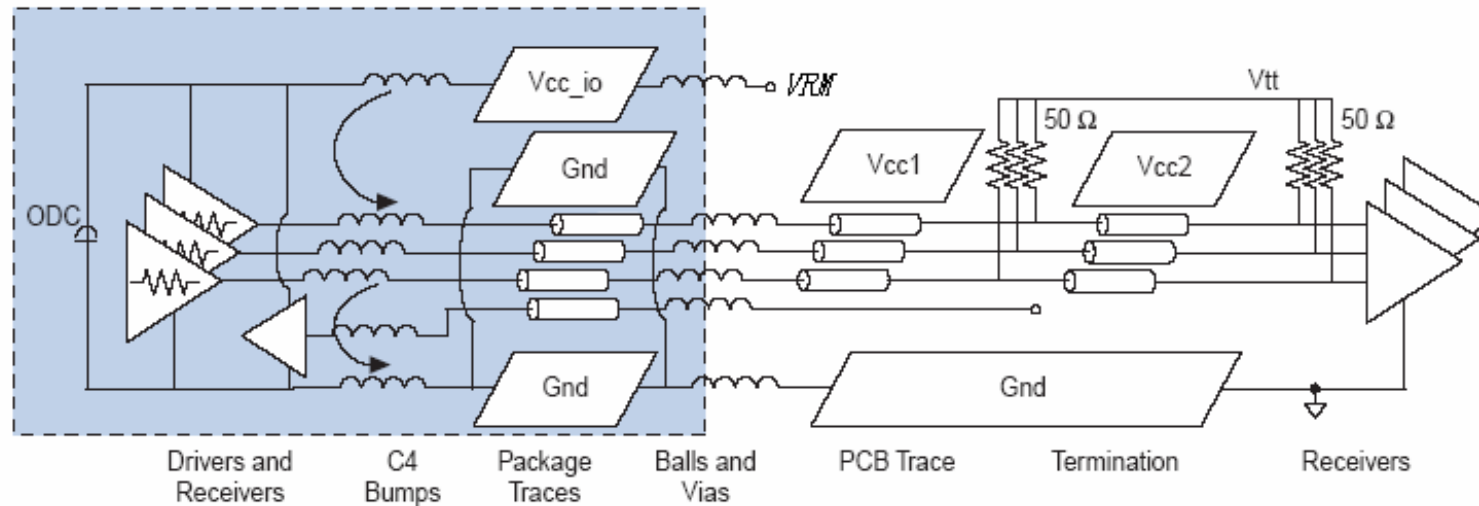 Vcc_io
VRM
Vtt
50 Ω
50 Ω
Gnd
Vcc1
Vcc2
ODC
Gnd
Gnd
Drivers and
Receivers
C4
Bumps
Package
Traces
Balls and
Vias
PCB Trace
Termination
Receivers